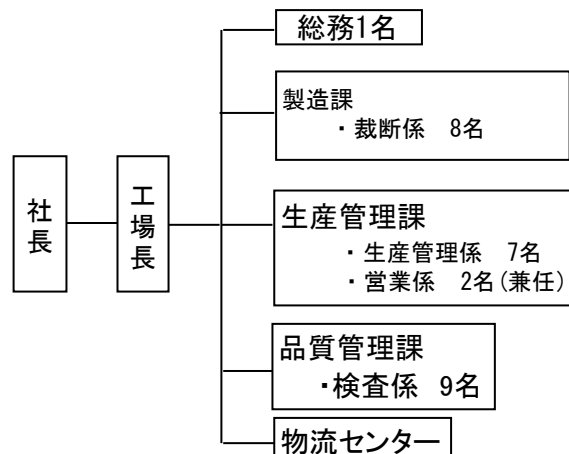 社長
工場長
総務1名
製造課
・裁断係 8名
生産管理課
・生産管理係 7名
・営業係 2名(兼任)
品質管理課
・検査係 9名
物流センター